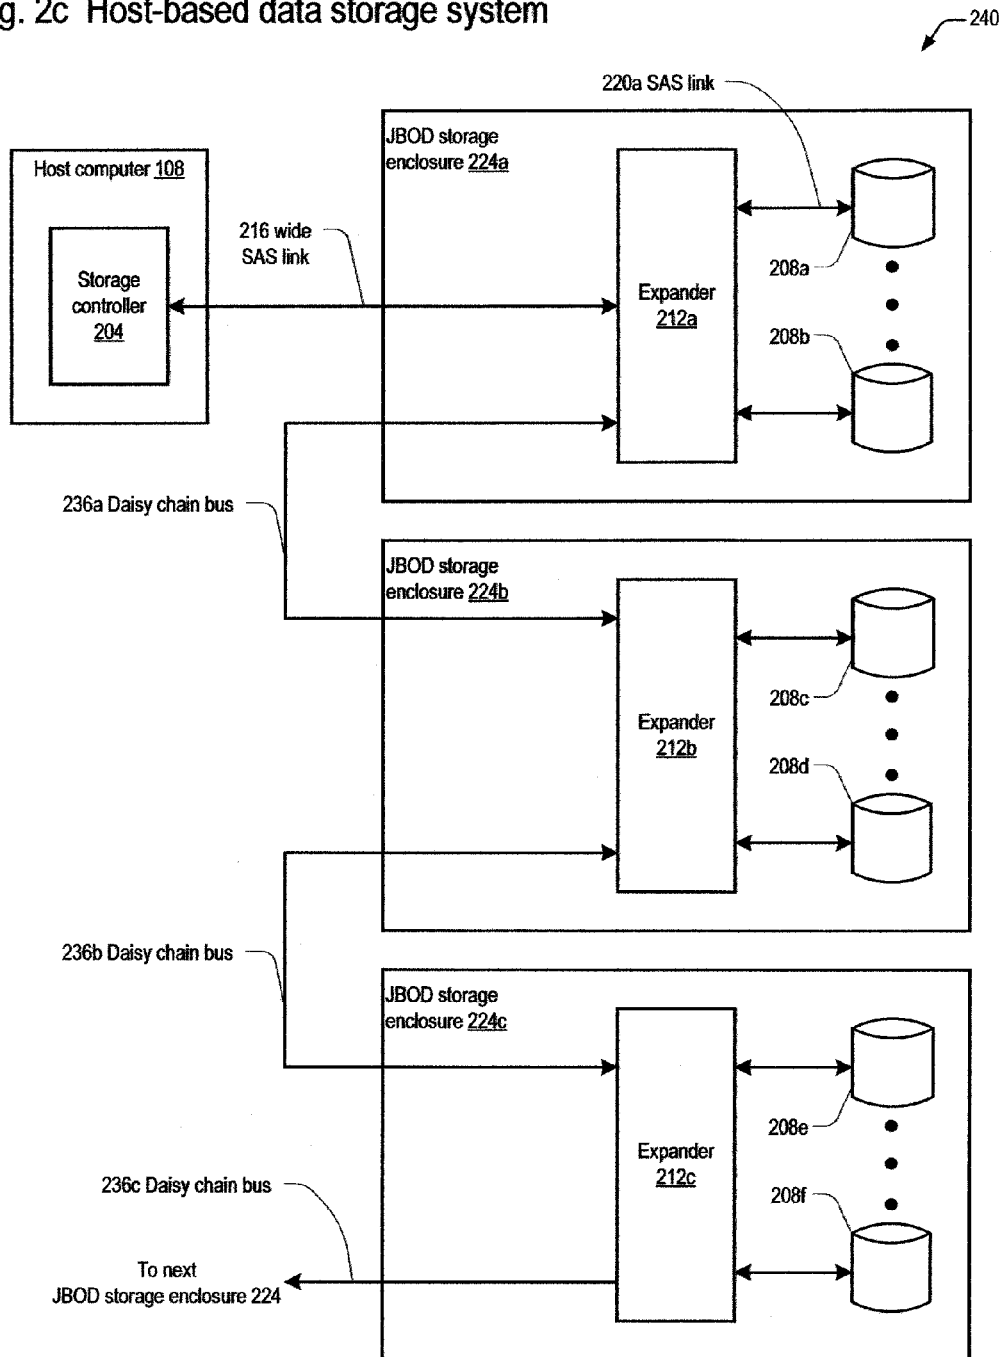 g. 2c Host-based data storage system
240
220a SAS link
JBOD storage
enclosure 224a
Host computer 108
216 wide
SAS link
Storage
controller
204
Expander
212a
208a
208b
236a Daisy chain bus
JBOD storage
enclosure 224b
Expander
212b
208c
208d
236b Daisy chain bus
JBOD storage
enclosure 224c
Expander
212c
208e
208f
236c Daisy chain bus
To next
JBOD storage enclosure 224